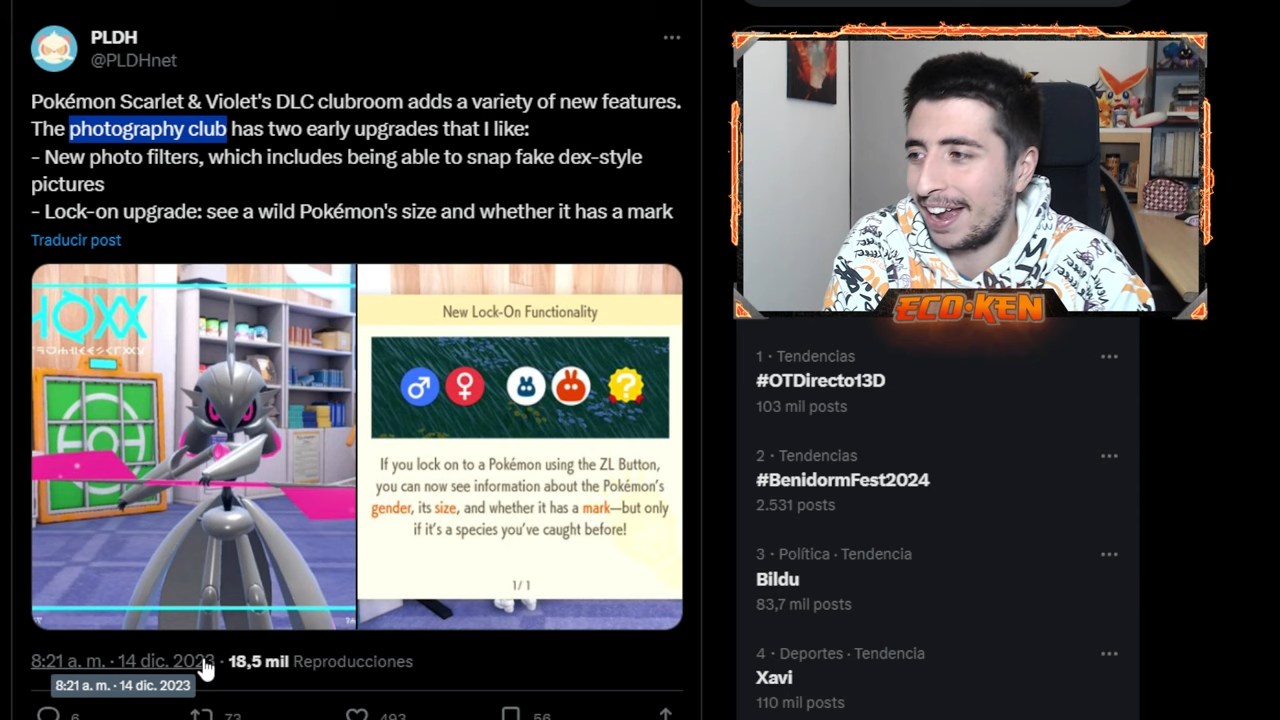 PLDH
@PLDHnet
Pokémon Scarlet & Violet's DLC clubroom adds a variety of new features.
The photography club has two early upgrades that I like:
- New photo filters, which includes being able to snap fake dex-style
pictures
- Lock-on upgrade: see a wild Pokémon's size and whether it has a mark
Traducir post
New Lock-On Functionality
If you lock on to a Pokémon using the ZL Button,
you can now see information about the Pokémon's
gender, its size, and whether it has a mark—but only
if it's a species you've caught before!
1/1
8:21 a. m. · 14 dic. 2023 · 18,5 mil Reproducciones
8:21 a. m. · 14 dic. 2023
6 73 493 56
ECO·KEN
1 · Tendencias
#OTDirecto13D
103 mil posts
2 · Tendencias
#BenidormFest2024
2.531 posts
3 · Política · Tendencia
Bildu
83,7 mil posts
4 · Deportes · Tendencia
Xavi
110 mil posts